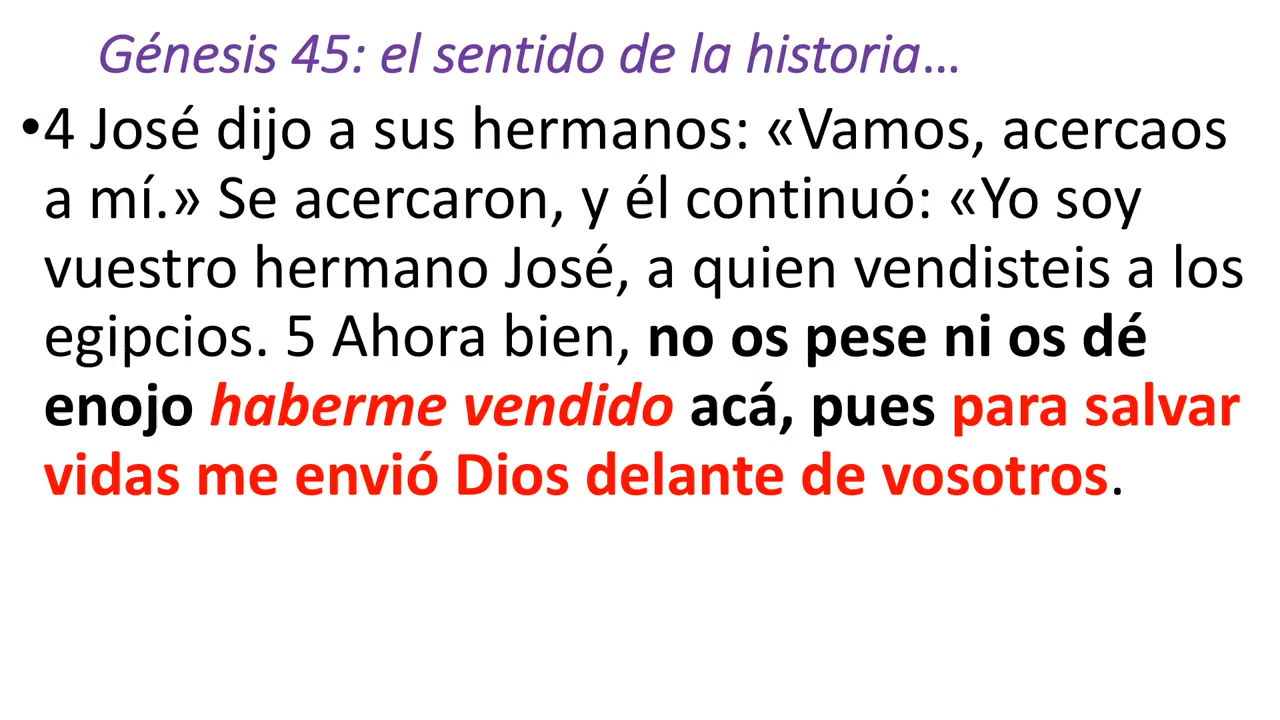 Génesis 45: el sentido de la historia…
•4 José dijo a sus hermanos: «Vamos, acercaos
a mí.» Se acercaron, y él continuó: «Yo soy
vuestro hermano José, a quien vendisteis a los
egipcios. 5 Ahora bien, no os pese ni os dé
enojo haberme vendido acá, pues para salvar
vidas me envió Dios delante de vosotros.